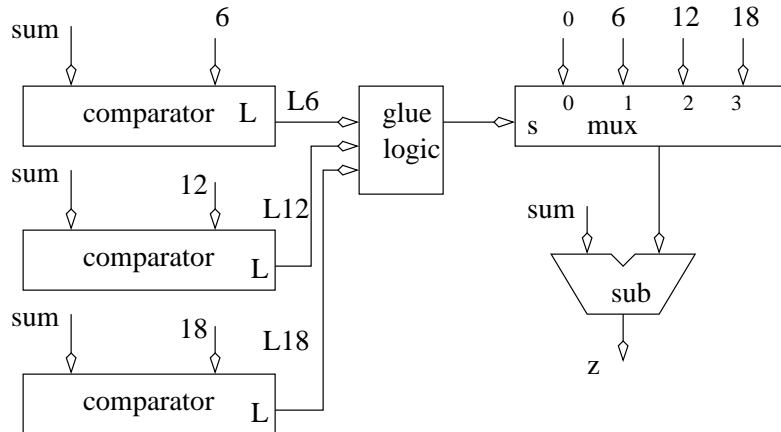 sum 6 0 6 12 18
comparator L L6 glue logic s 0 1 2 3 mux
sum 12
comparator L L12
sum sub
z
sum 18
comparator L L18